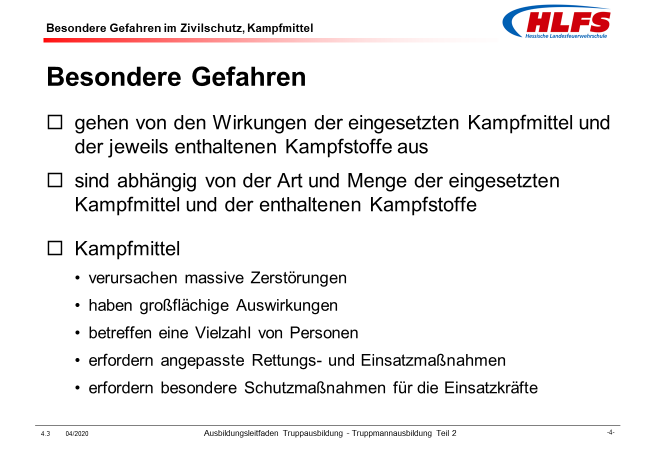 Besondere Gefahren im Zivilschutz, Kampfmittel
HLFS
Hessische Landesfeuerwehrschule
Besondere Gefahren
gehen von den Wirkungen der eingesetzten Kampfmittel und
der jeweils enthaltenen Kampfstoffe aus
sind abhängig von der Art und Menge der eingesetzten
Kampfmittel und der enthaltenen Kampfstoffe
Kampfmittel
• verursachen massive Zerstörungen
• haben großflächige Auswirkungen
• betreffen eine Vielzahl von Personen
• erfordern angepasste Rettungs- und Einsatzmaßnahmen
• erfordern besondere Schutzmaßnahmen für die Einsatzkräfte
4.3 04/2020 Ausbildungsleitfaden Truppausbildung - Truppmannausbildung Teil 2 -4-